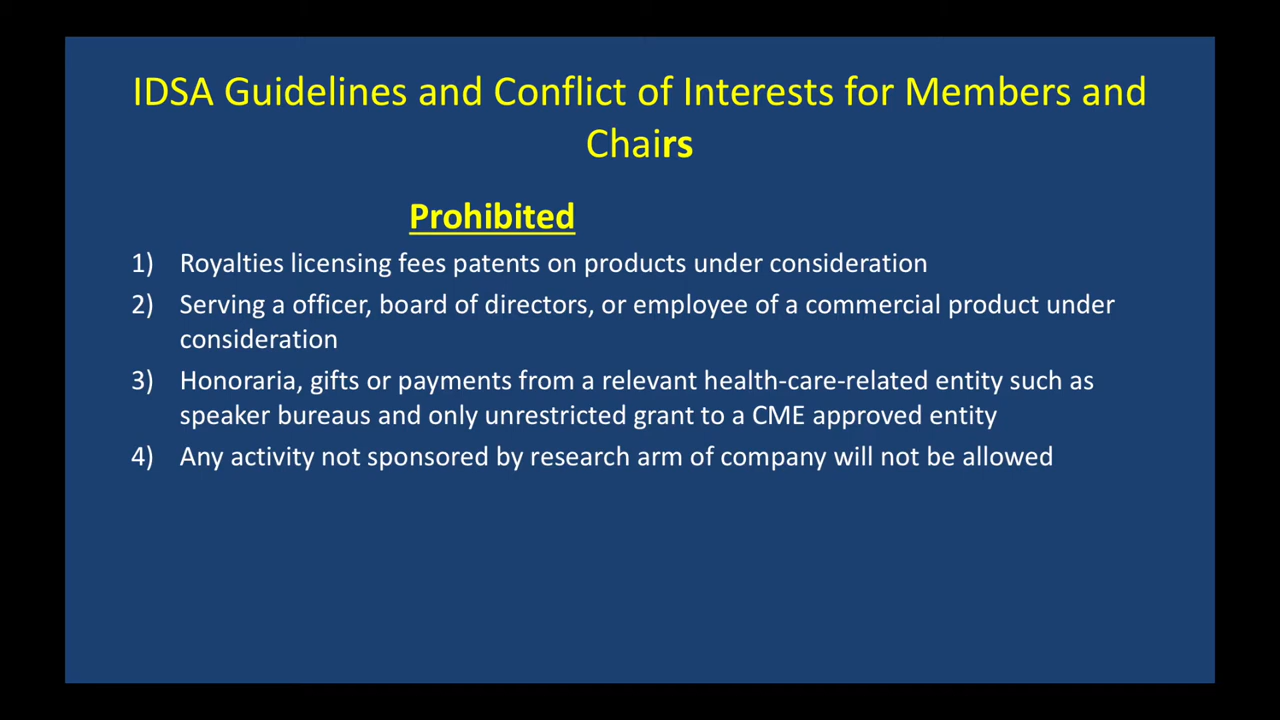 IDSA Guidelines and Conflict of Interests for Members and
Chairs
Prohibited
1) Royalties licensing fees patents on products under consideration
2) Serving a officer, board of directors, or employee of a commercial product under
consideration
3) Honoraria, gifts or payments from a relevant health-care-related entity such as
speaker bureaus and only unrestricted grant to a CME approved entity
4) Any activity not sponsored by research arm of company will not be allowed